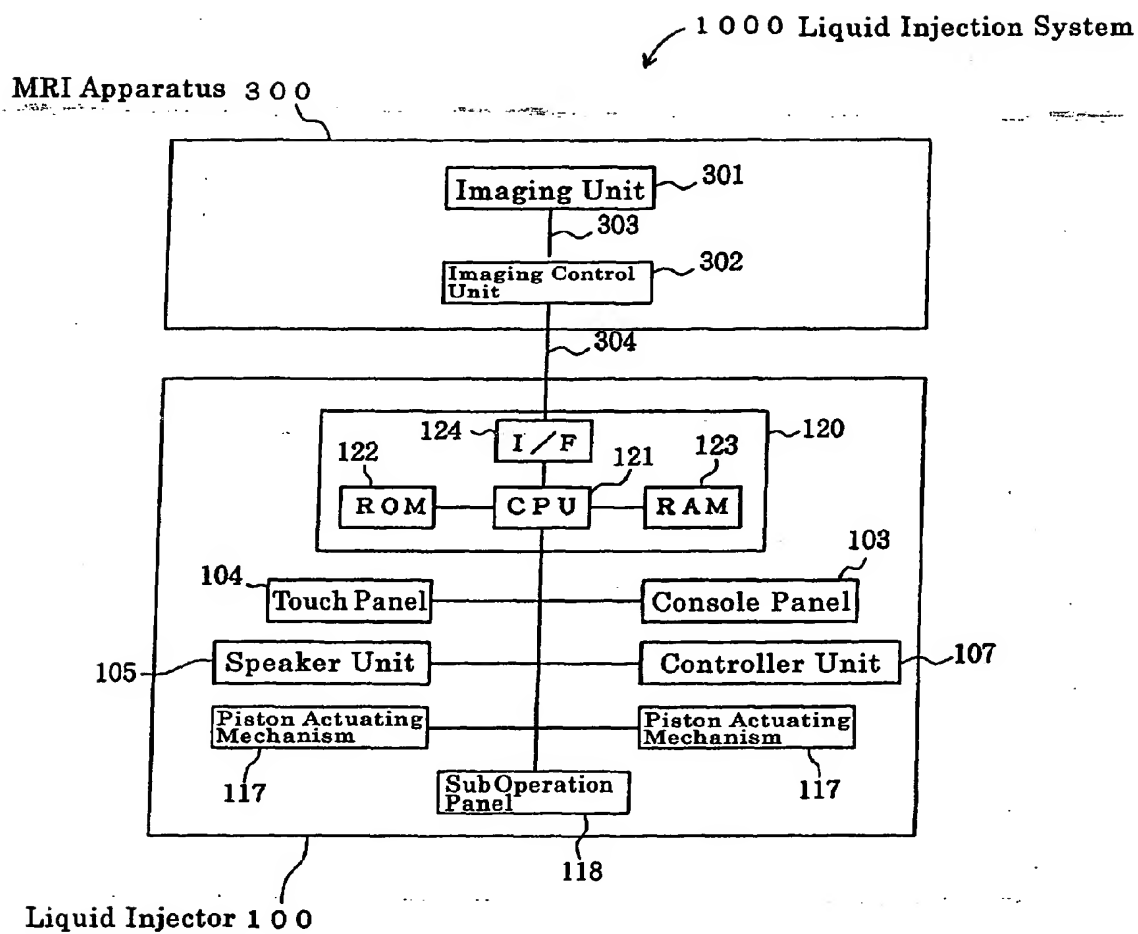 1000 Liquid Injection System
MRI Apparatus 300
Imaging Unit
301
303
Imaging Control
Unit
302
304
124
I/F
120
122
121
123
ROM
CPU
RAM
104
103
Touch Panel
Console Panel
105
Speaker Unit
Controller Unit
107
Piston Actuating
Mechanism
Piston Actuating
Mechanism
117
117
Sub Operation
Panel
118
Liquid Injector 100